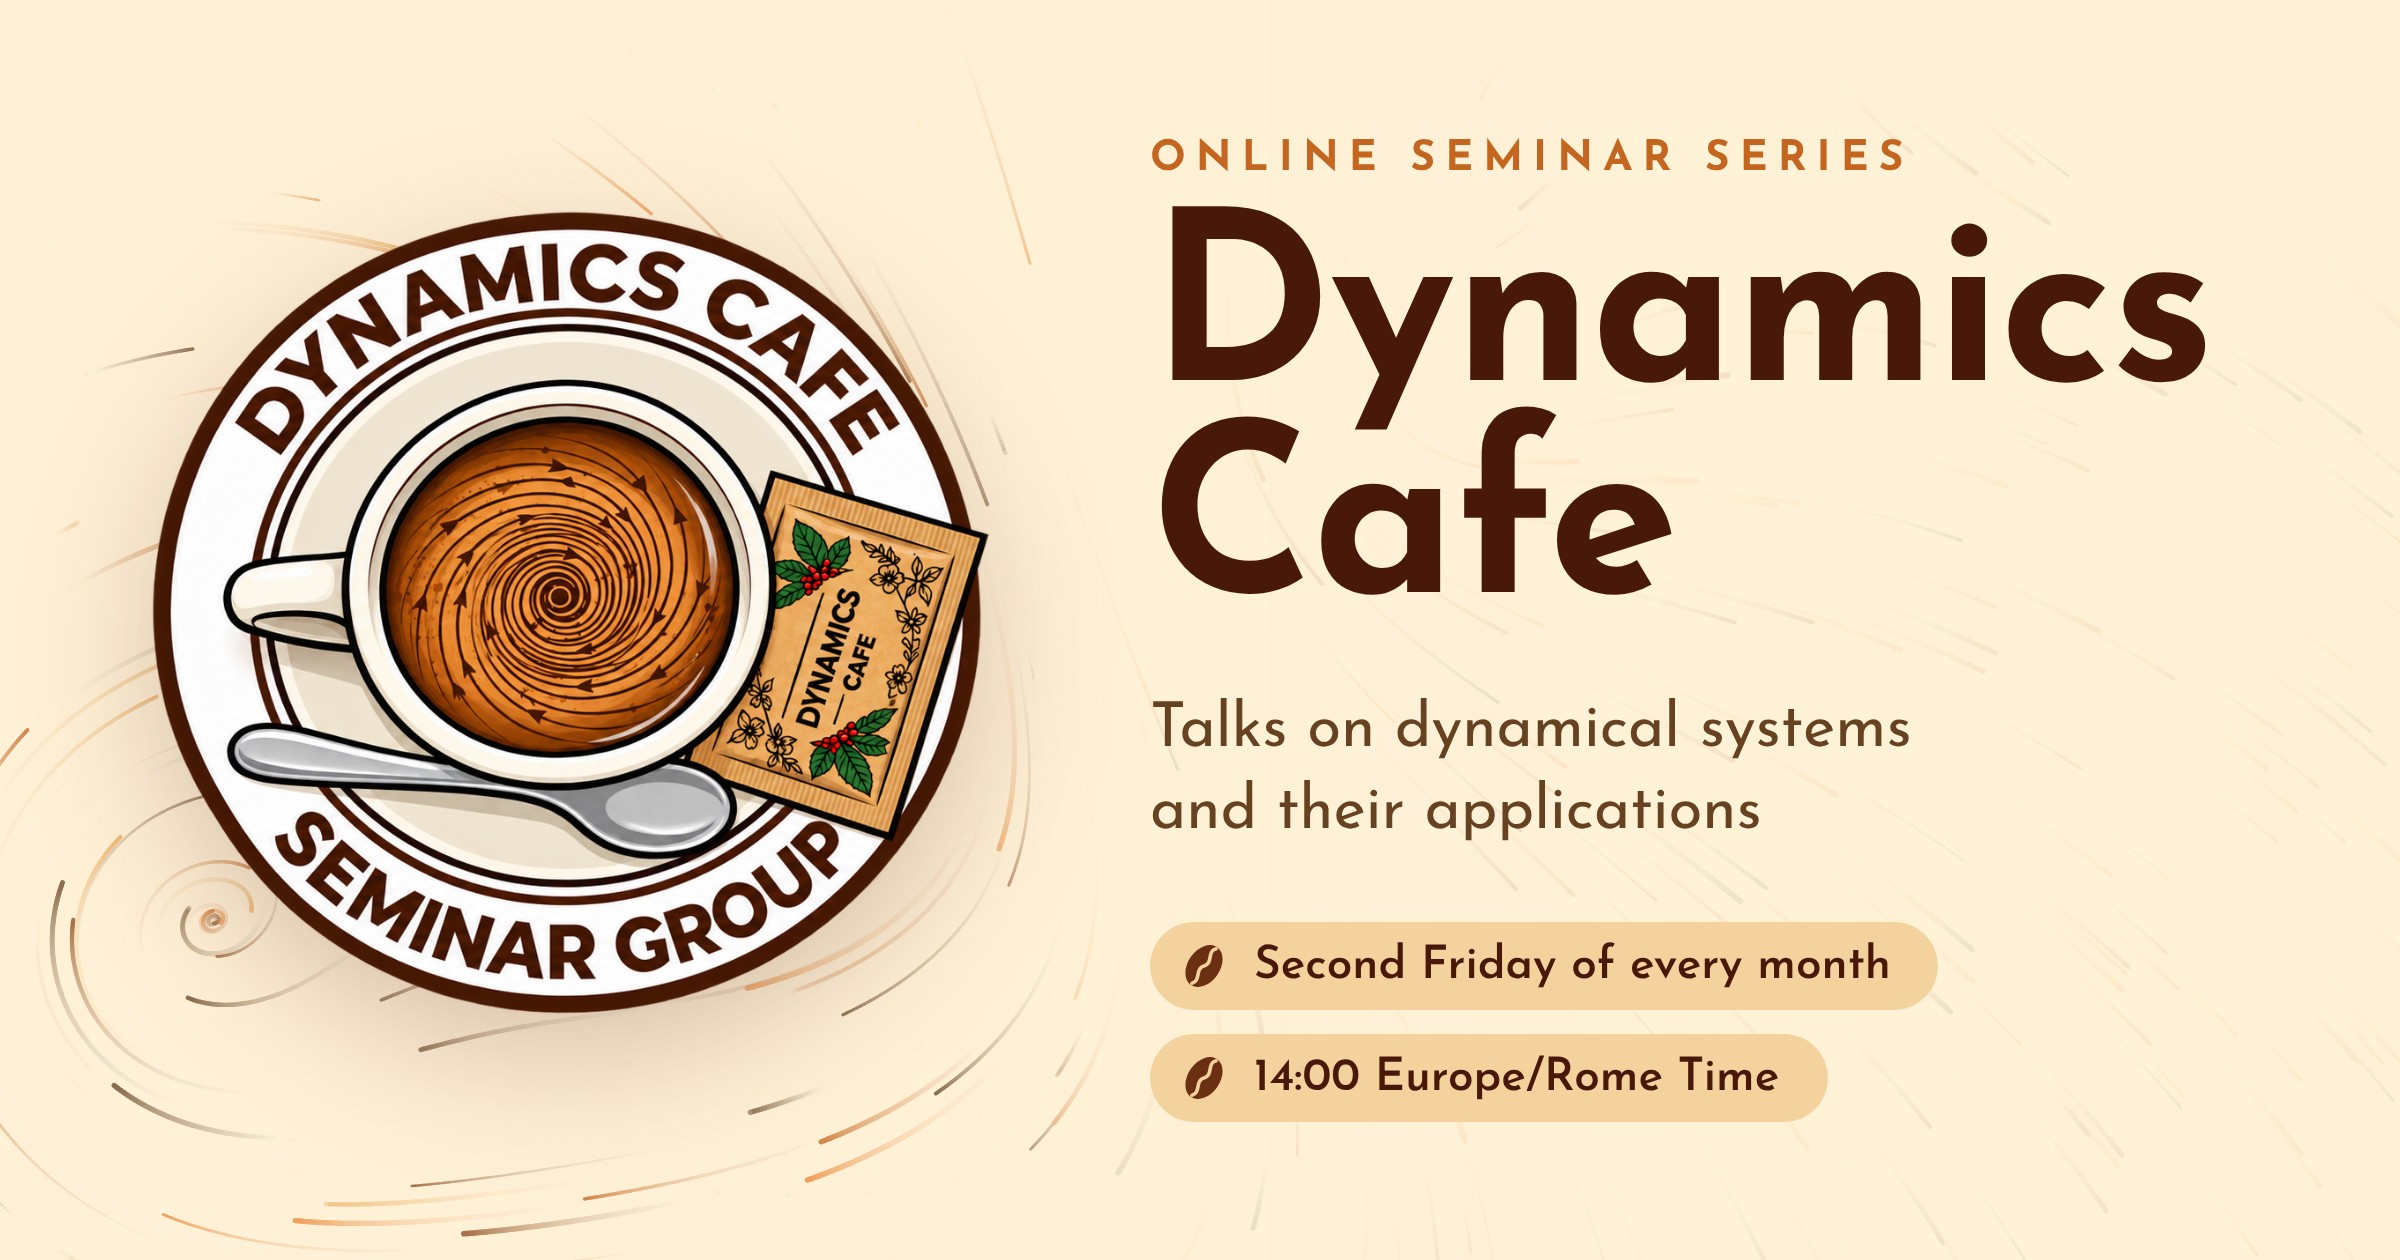 DYNAMICS CAFE
DYNAMICS
CAFE
SEMINAR GROUP
ONLINE SEMINAR SERIES
Dynamics
Cafe
Talks on dynamical systems
and their applications
Second Friday of every month
14:00 Europe/Rome Time